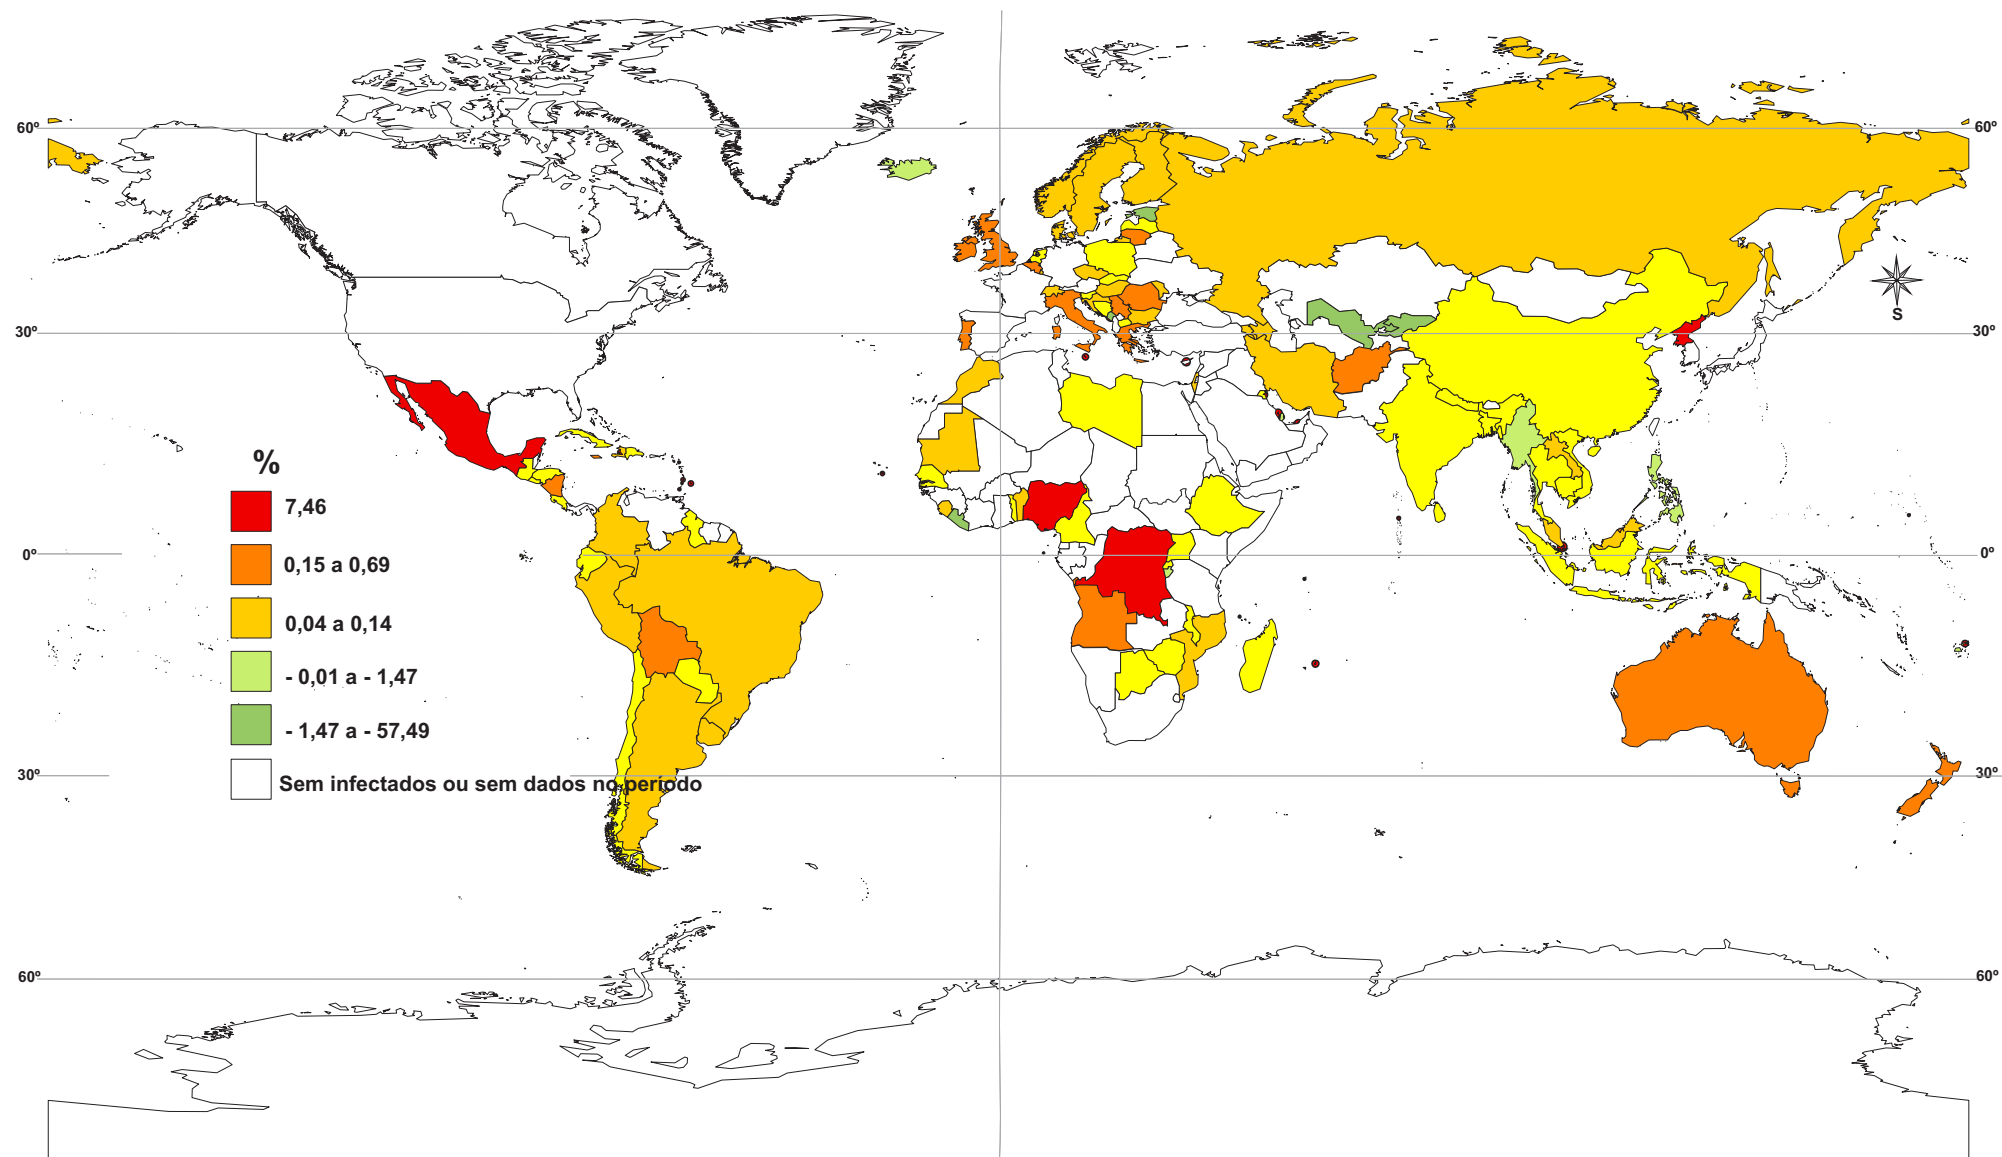 60º
60º
S
30º
30º
%
7,46
0,15 a 0,69
0º
0º
0,04 a 0,14
- 0,01 a - 1,47
- 1,47 a - 57,49
30º
30º
Sem infectados ou sem dados no período
60º
60º